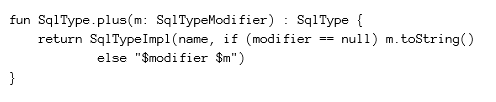 fun SqlType.plus(m: SqlTypeModifier) : SqlType {
    return SqlTypeImpl(name, if (modifier == null) m.toString()
            else "$modifier $m")
}